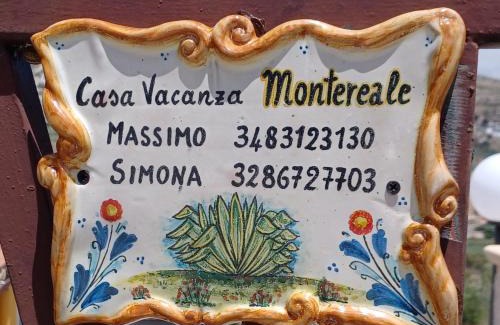 Casa Vacanza Montereale
MASSIMO 3483123130
SIMONA 3286727703